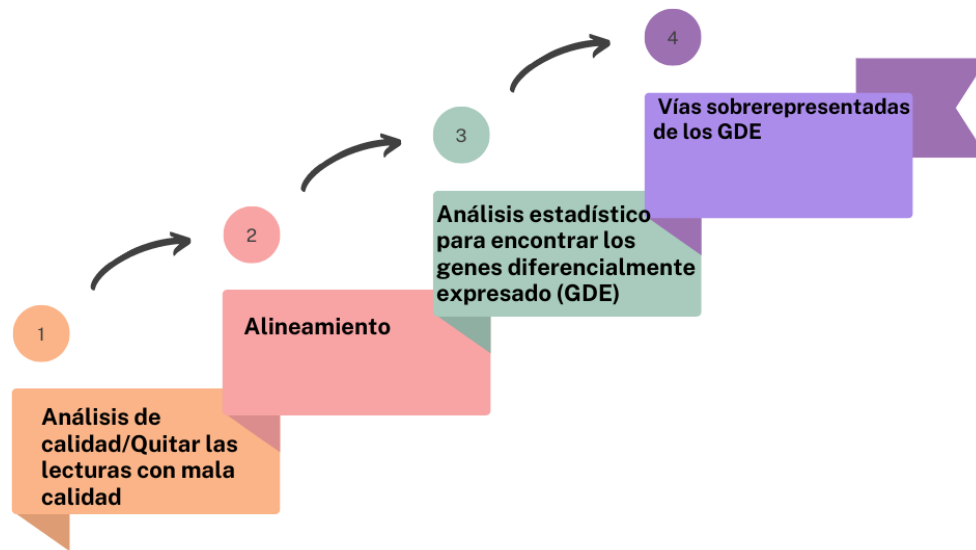 1
Análisis de
calidad/Quitar las
lecturas con mala
calidad
2
Alineamiento
3
Análisis estadístico
para encontrar los
genes diferencialmente
expresado (GDE)
4
Vías sobrerepresentadas
de los GDE